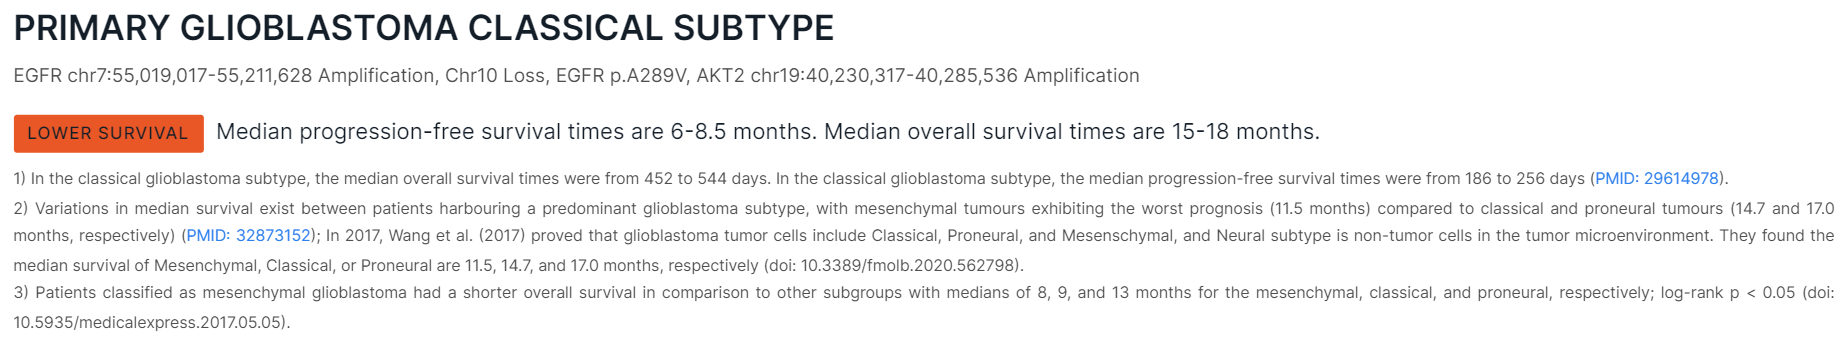 PRIMARY GLIOBLASTOMA CLASSICAL SUBTYPE
EGFR chr7:55,019,017-55,211,628 Amplification, Chr10 Loss, EGFR p.A289V, AKT2 chr19:40,230,317-40,285,536 Amplification
LOWER SURVIVAL Median progression-free survival times are 6-8.5 months. Median overall survival times are 15-18 months.
1) In the classical glioblastoma subtype, the median overall survival times were from 452 to 544 days. In the classical glioblastoma subtype, the median progression-free survival times were from 186 to 256 days (PMID: 29614978).
2) Variations in median survival exist between patients harbouring a predominant glioblastoma subtype, with mesenchymal tumours exhibiting the worst prognosis (11.5 months) compared to classical and proneural tumours (14.7 and 17.0
months, respectively) (PMID: 32873152); In 2017, Wang et al. (2017) proved that glioblastoma tumor cells include Classical, Proneural, and Mesenschymal, and Neural subtype is non-tumor cells in the tumor microenvironment. They found the
median survival of Mesenchymal, Classical, or Proneural are 11.5, 14.7, and 17.0 months, respectively (doi: 10.3389/fmolb.2020.562798).
3) Patients classified as mesenchymal glioblastoma had a shorter overall survival in comparison to other subgroups with medians of 8, 9, and 13 months for the mesenchymal, classical, and proneural, respectively; log-rank p < 0.05 (doi:
10.5935/medicalexpress.2017.05.05).